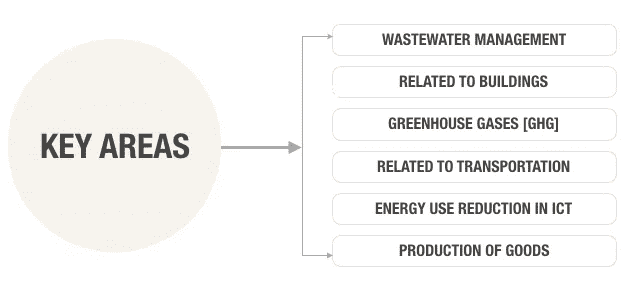 KEY AREAS
WASTEWATER MANAGEMENT
RELATED TO BUILDINGS
GREENHOUSE GASES [GHG]
RELATED TO TRANSPORTATION
ENERGY USE REDUCTION IN ICT
PRODUCTION OF GOODS